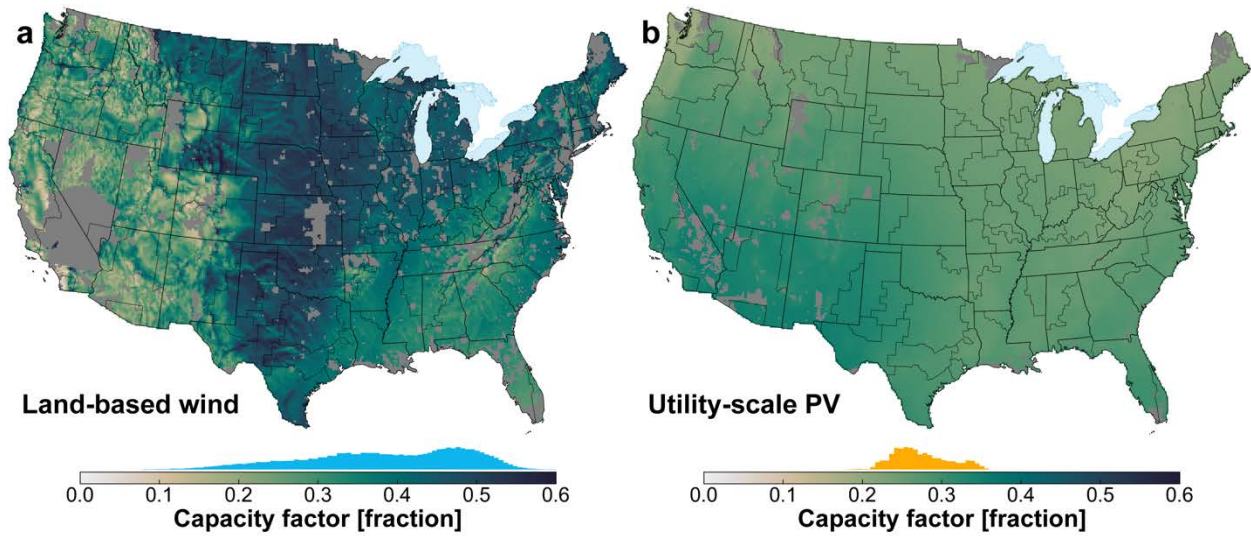 a
b
Land-based wind
Utility-scale PV
0.0 0.1 0.2 0.3 0.4 0.5 0.6
Capacity factor [fraction]
0.0 0.1 0.2 0.3 0.4 0.5 0.6
Capacity factor [fraction]